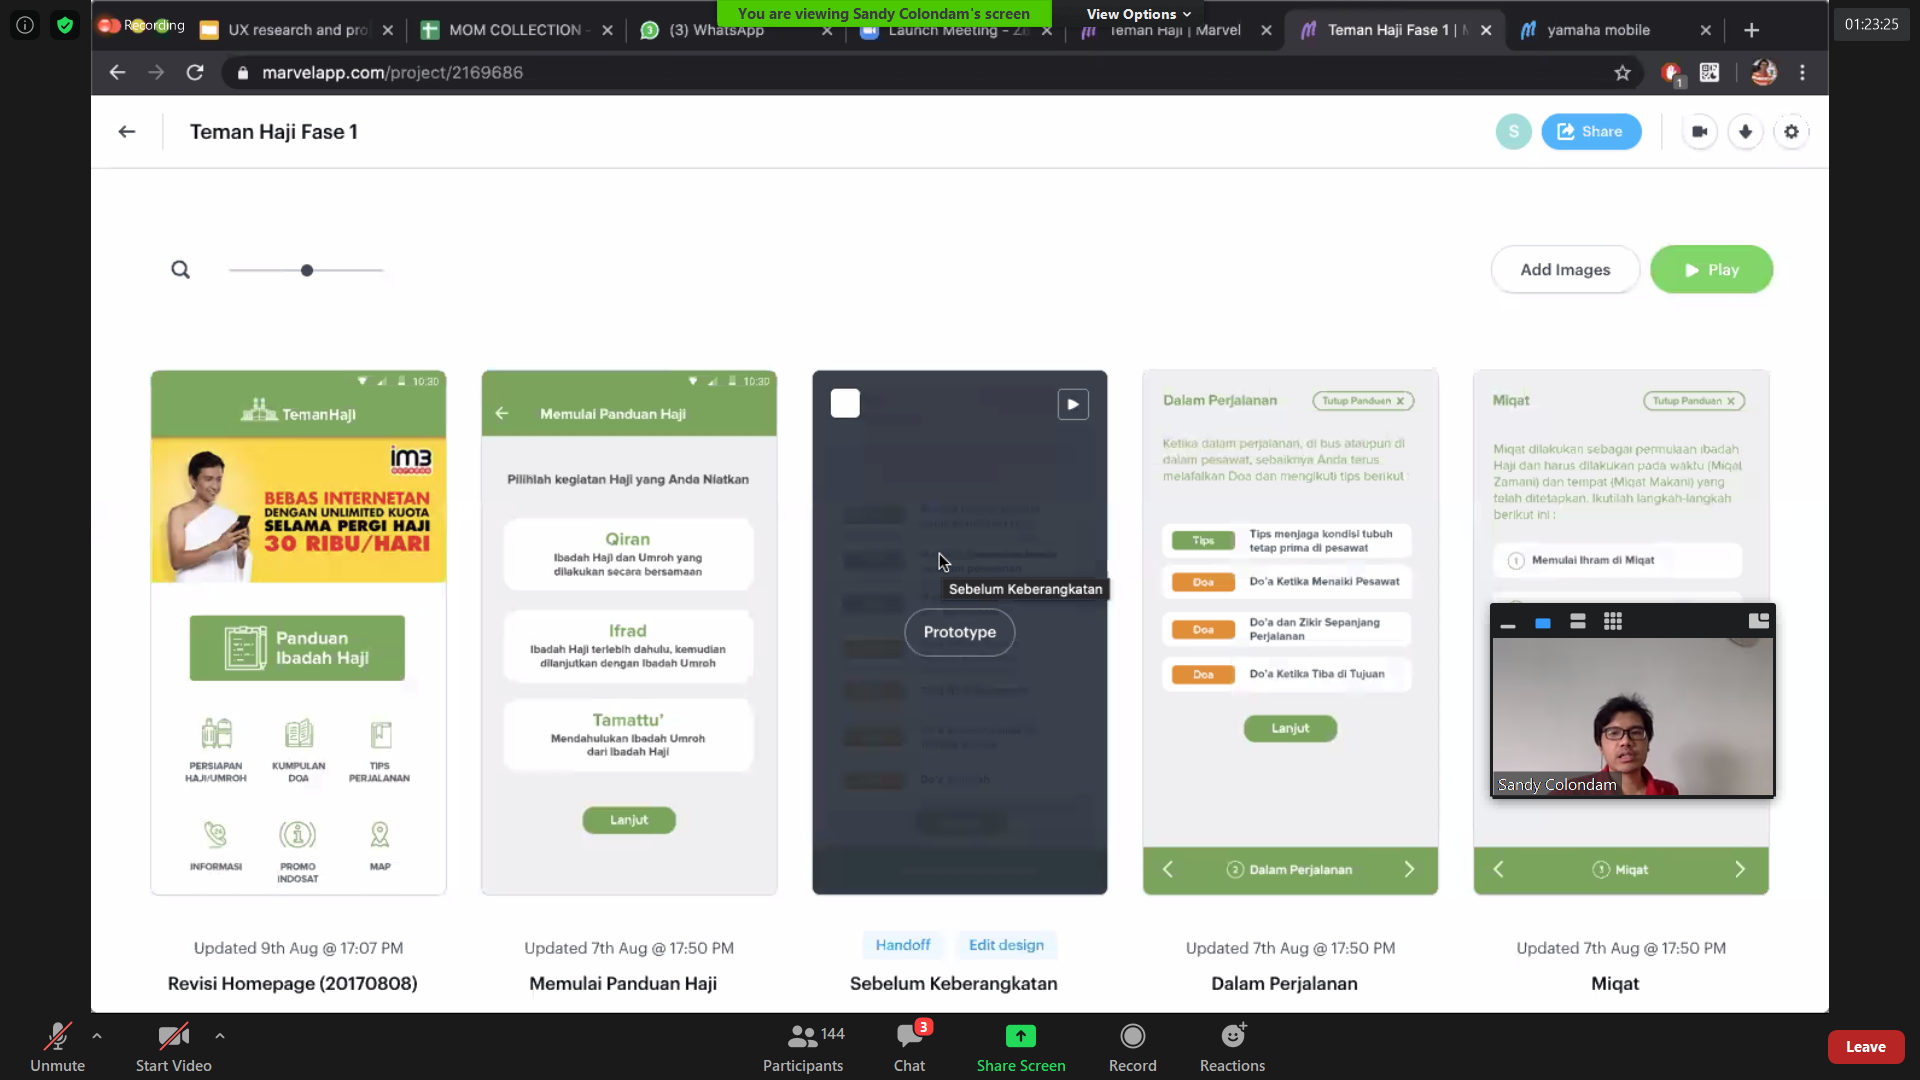 Recording
UX research and pro
MOM COLLECTION -
(3) WhatsApp
Launch Meeting - Z
Teman Haji | Marvel
Teman Haji Fase 1 |
yamaha mobile
You are viewing Sandy Colondam's screen
View Options
01:23:25
marvelapp.com/project/2169686
1
Teman Haji Fase 1
S
Share
Add Images
Play
10:30
TemanHaji
im3
ooredoo
BEBAS INTERNETAN
DENGAN UNLIMITED KUOTA
SELAMA PERGI HAJI
30 RIBU/HARI
Panduan
Ibadah Haji
PERSIAPAN
HAJI/UMROH
KUMPULAN
DOA
TIPS
PERJALANAN
INFORMASI
PROMO
INDOSAT
MAP
Updated 9th Aug @ 17:07 PM
Revisi Homepage (20170808)
10:30
Memulai Panduan Haji
Pilihlah kegiatan Haji yang Anda Niatkan
Qiran
Ibadah Haji dan Umroh yang
dilakukan secara bersamaan
Ifrad
Ibadah Haji terlebih dahulu, kemudian
dilanjutkan dengan Ibadah Umroh
Tamattu'
Mendahulukan Ibadah Umroh
dari Ibadah Haji
Lanjut
Updated 7th Aug @ 17:50 PM
Memulai Panduan Haji
Sebelum Keberangkatan
Prototype
Handoff
Edit design
Sebelum Keberangkatan
Dalam Perjalanan
Tutup Panduan X
Ketika dalam perjalanan, di bus ataupun di
dalam pesawat, sebaiknya Anda terus
melafalkan Doa dan mengikuti tips berikut :
Tips
Tips menjaga kondisi tubuh
tetap prima di pesawat
Doa
Do'a Ketika Menaiki Pesawat
Doa
Do'a dan Zikir Sepanjang
Perjalanan
Doa
Do'a Ketika Tiba di Tujuan
Lanjut
2 Dalam Perjalanan
Updated 7th Aug @ 17:50 PM
Dalam Perjalanan
Miqat
Tutup Panduan X
Miqat dilakukan sebagai permulaan Ibadah
Haji dan harus dilakukan pada waktu (Miqat
Zamani) dan tempat (Miqat Makani) yang
telah ditetapkan. Ikutilah langkah-langkah
berikut ini :
1 Memulai Ihram di Miqat
Sandy Colondam
Miqat
Updated 7th Aug @ 17:50 PM
Miqat
Unmute
Start Video
144
Participants
3
Chat
Share Screen
Record
Reactions
Leave